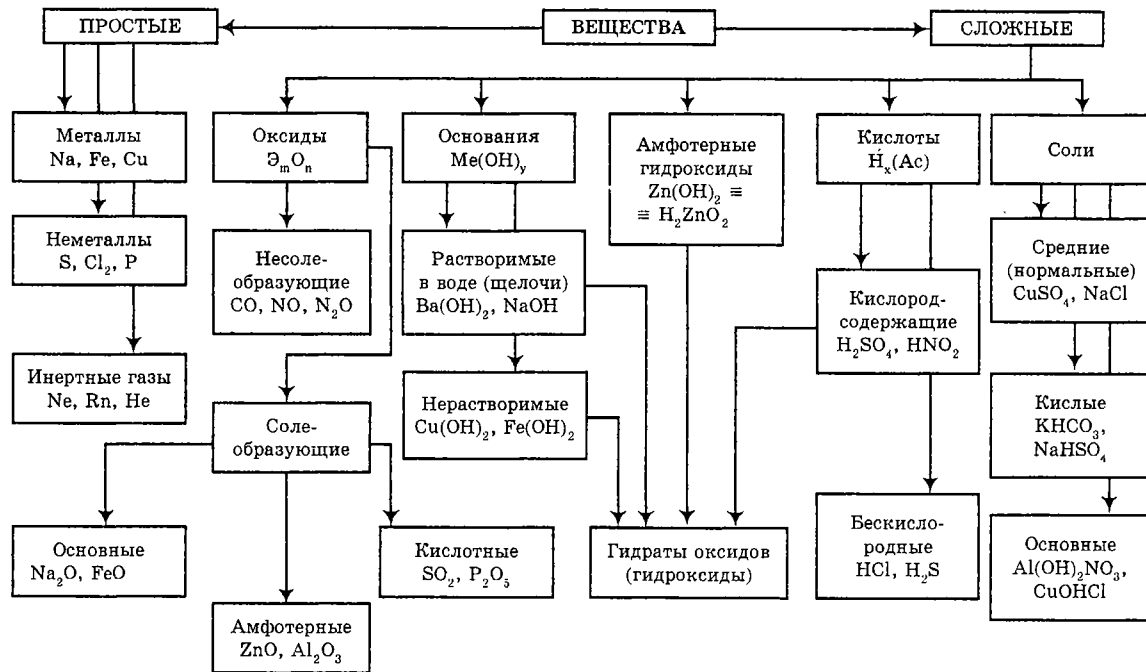 ПРОСТЫЕ
ВЕЩЕСТВА
СЛОЖНЫЕ
Металлы
Na, Fe, Cu
Неметаллы
S, Cl₂, P
Инертные газы
Ne, Rn, He
Оксиды
ЭₘOₙ
Несоле-
образующие
CO, NO, N₂O
Соле-
образующие
Основные
Na₂O, FeO
Амфотерные
ZnO, Al₂O₃
Кислотные
SO₂, P₂O₅
Основания
Me(OH)ᵧ
Растворимые
в воде (щелочи)
Ba(OH)₂, NaOH
Нерастворимые
Cu(OH)₂, Fe(OH)₂
Амфотерные
гидроксиды
Zn(OH)₂ ≡
≡ H₂ZnO₂
Гидраты оксидов
(гидроксиды)
Кислоты
Hₓ(Ac)
Кислород-
содержащие
H₂SO₄, HNO₂
Бескисло-
родные
HCl, H₂S
Соли
Средние
(нормальные)
CuSO₄, NaCl
Кислые
KHCO₃,
NaHSO₄
Основные
Al(OH)₂NO₃,
CuOHCl